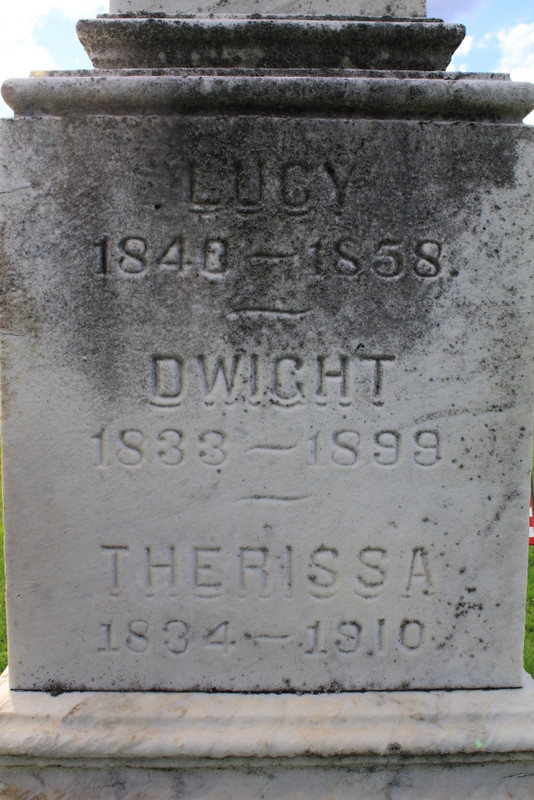 LUCY
1840 — 1858.
DWIGHT
1833 — 1899
THERISSA
1834 — 1910